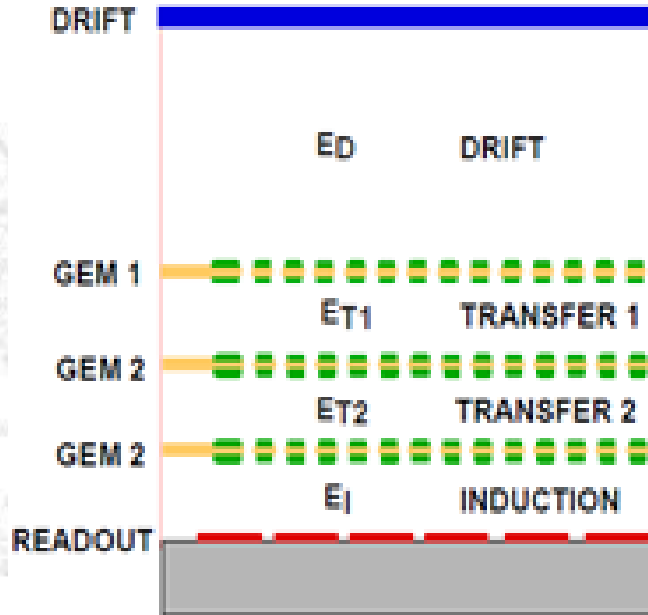 DRIFT
ED DRIFT
GEM 1
ET1 TRANSFER 1
GEM 2
ET2 TRANSFER 2
GEM 2
EI INDUCTION
READOUT